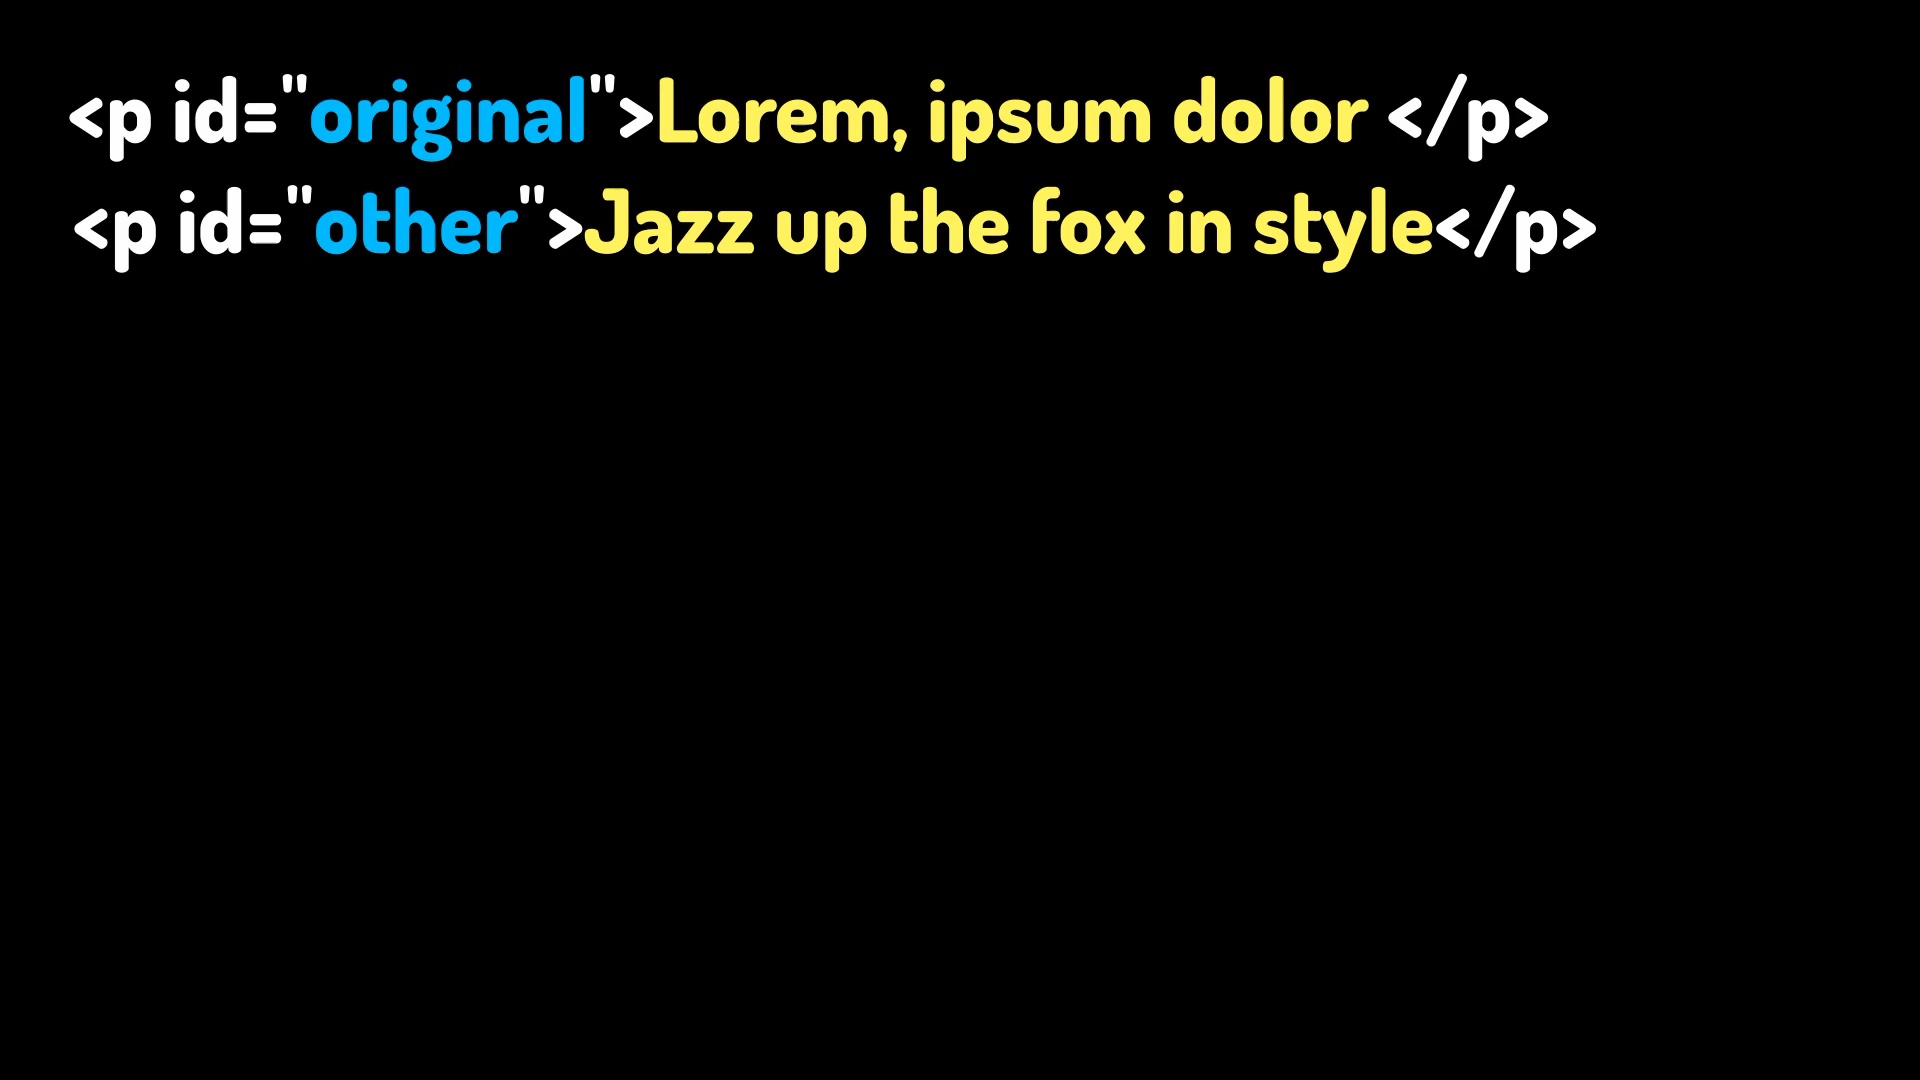 <p id="original">Lorem, ipsum dolor </p>
<p id="other">Jazz up the fox in style</p>